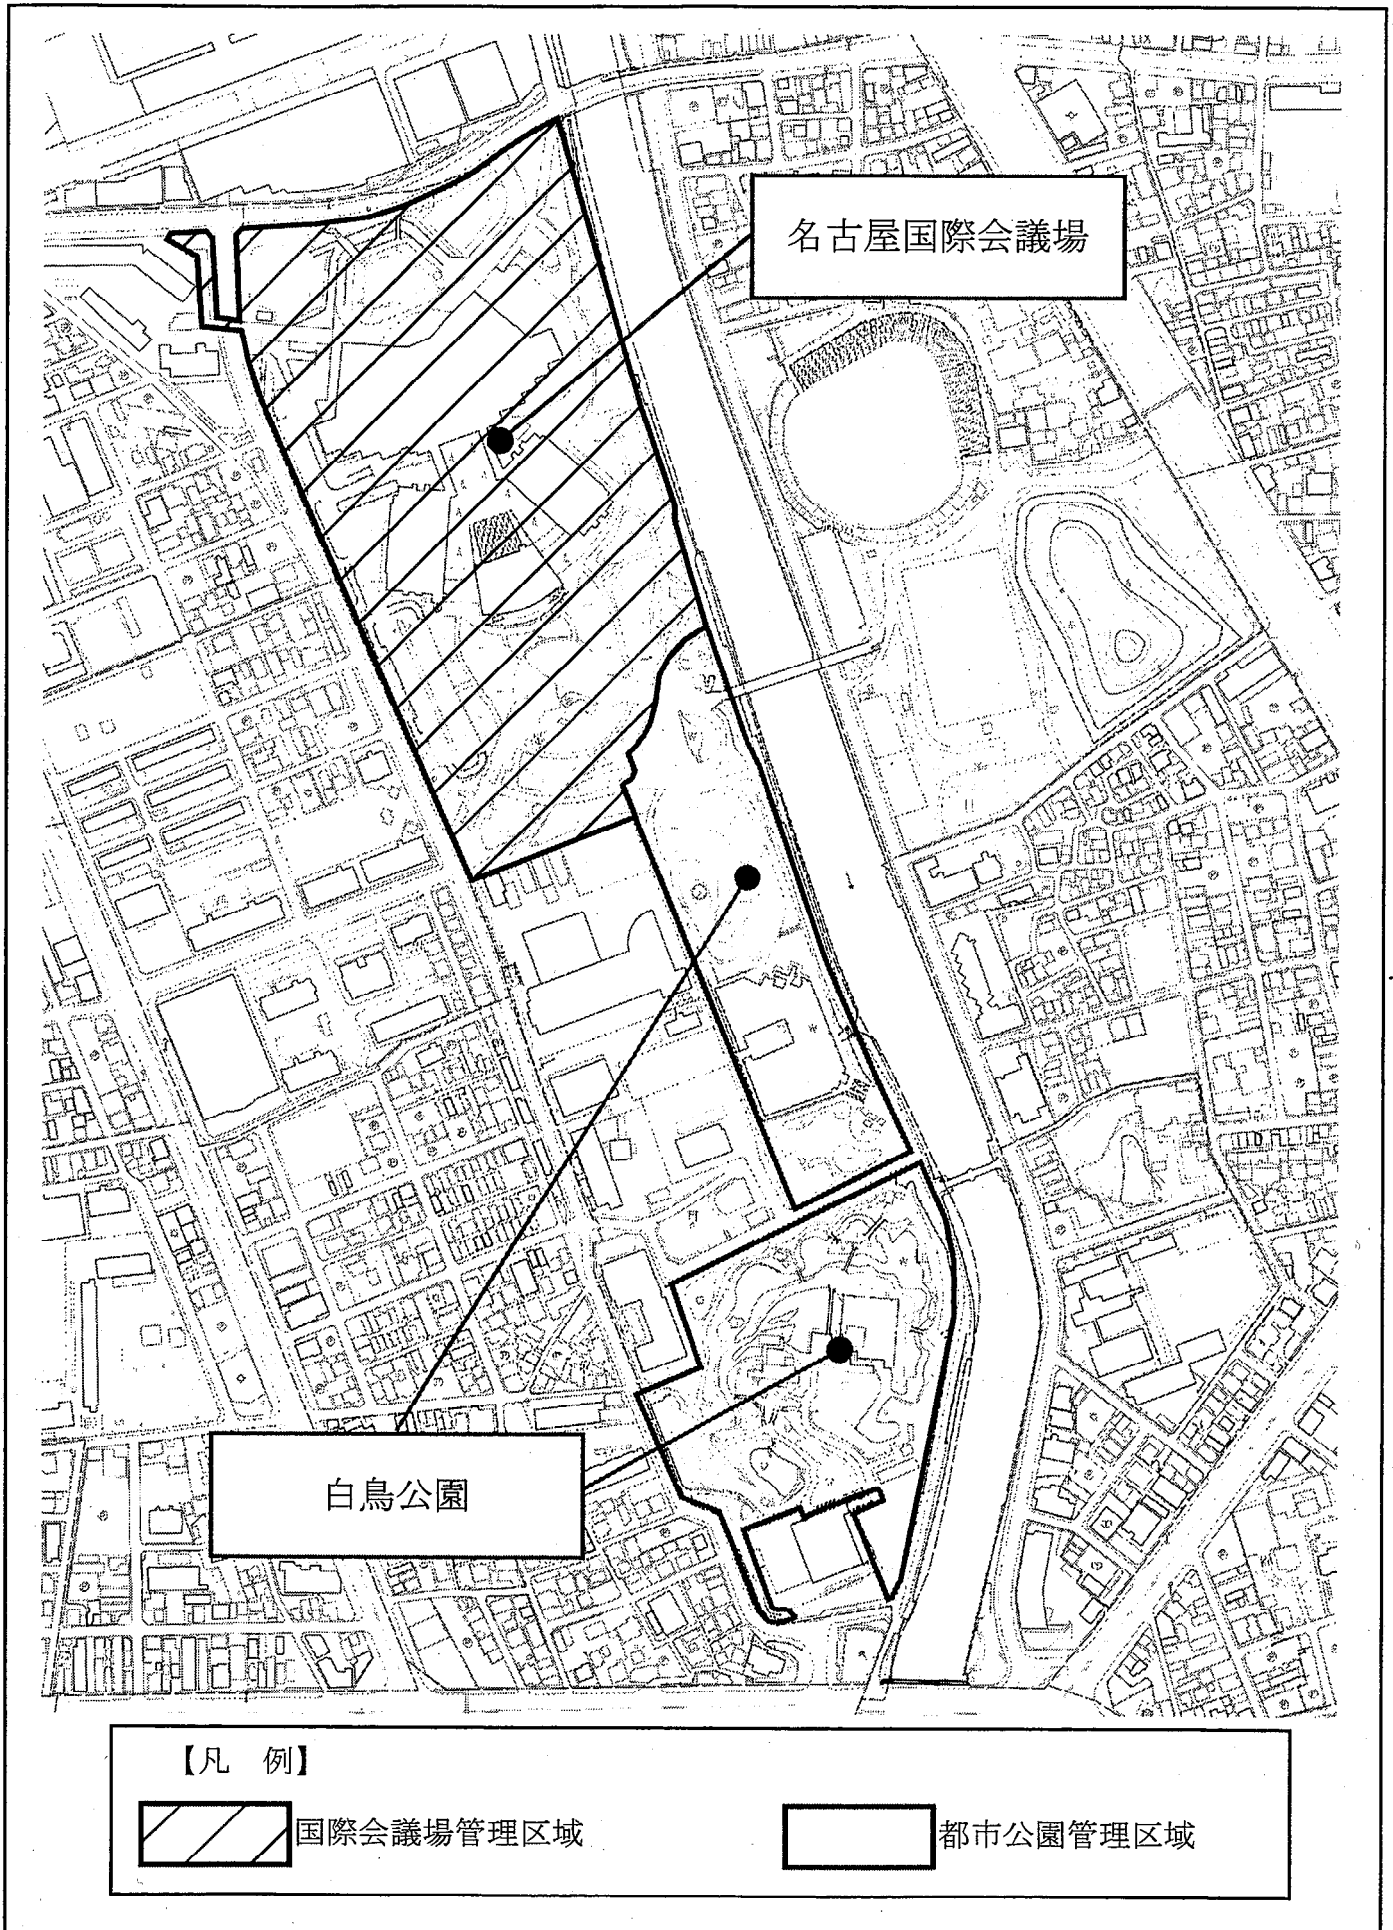 名古屋国際会議場
白鳥公園
【凡　例】
国際会議場管理区域
都市公園管理区域